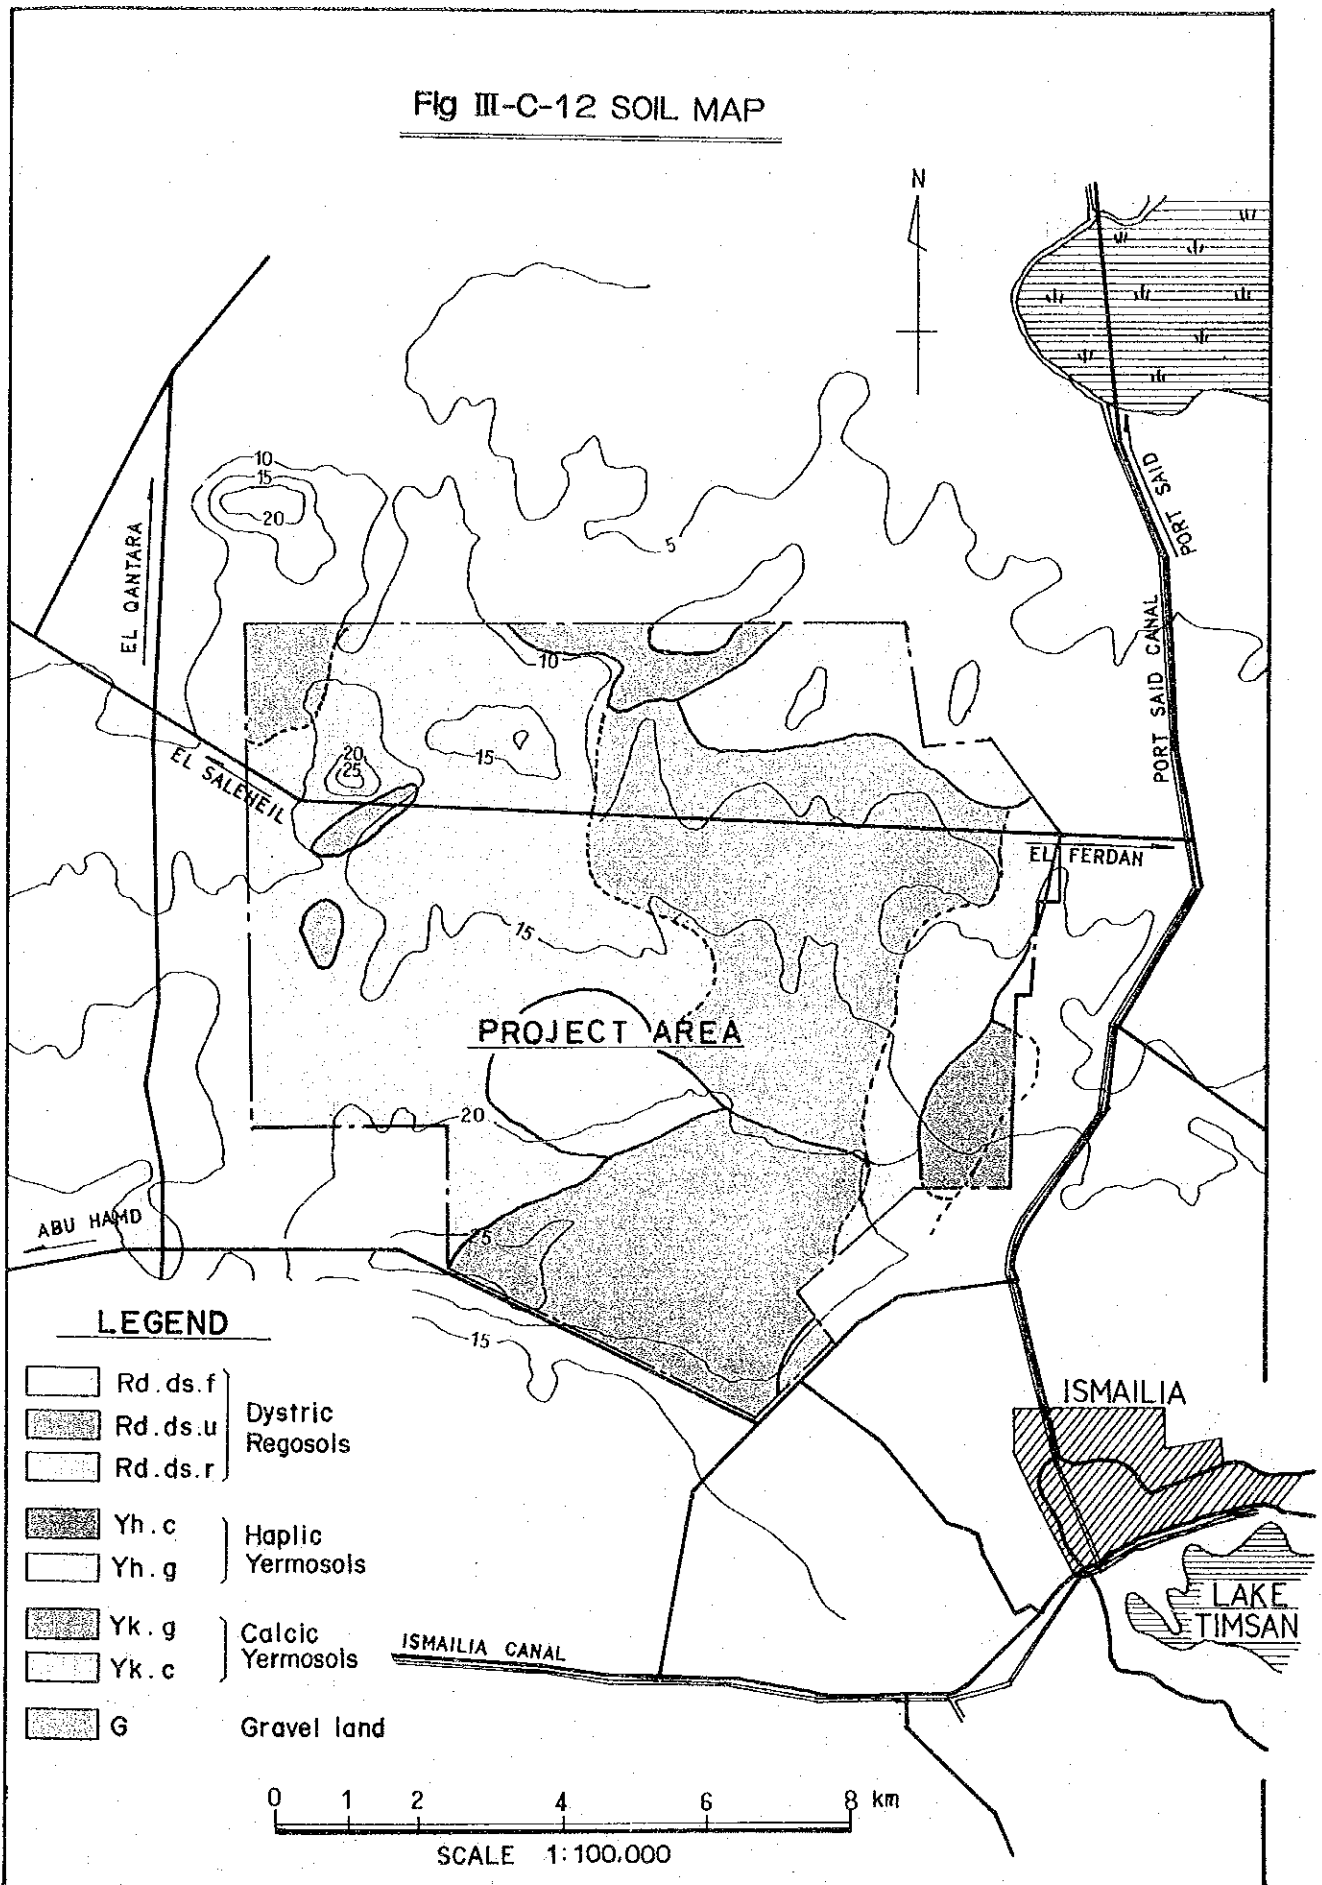 Fig III-C-12 SOIL MAP
N
10
15
20
5
EL QANTARA
PORT SAID
PORT SAID CANAL
10
15
20
25
EL SALEHEIL
EL FERDAN
15
PROJECT AREA
20
ABU HAMD
25
15
LEGEND
Rd.ds.f
Rd.ds.u
Rd.ds.r
Dystric
Regosols
Yh.c
Yh.g
Haplic
Yermosols
Yk.g
Yk.c
Calcic
Yermosols
G
Gravel land
ISMAILIA
LAKE
TIMSAN
ISMAILIA CANAL
0 1 2 4 6 8 km
SCALE 1:100.000